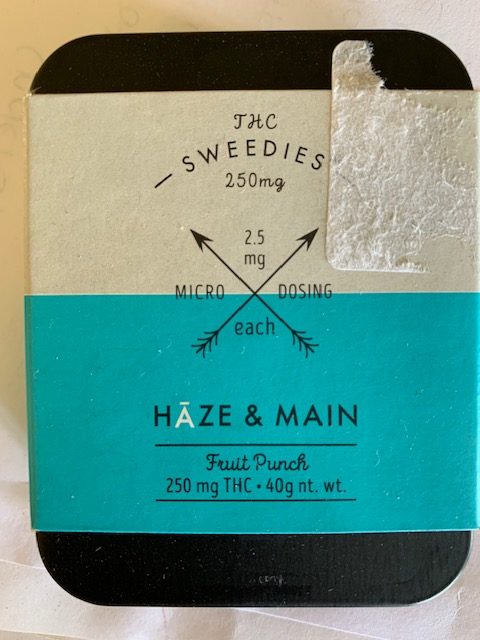 THC
SWEEDIES
250mg
2.5
mg
MICRO DOSING
each
HĀZE & MAIN
Fruit Punch
250 mg THC • 40g nt. wt.